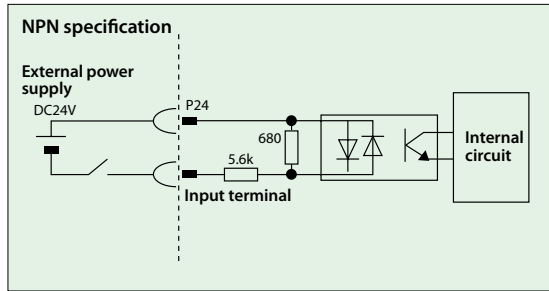 NPN specification
External power
supply
DC24V
P24
680
5.6k
Input terminal
Internal
circuit